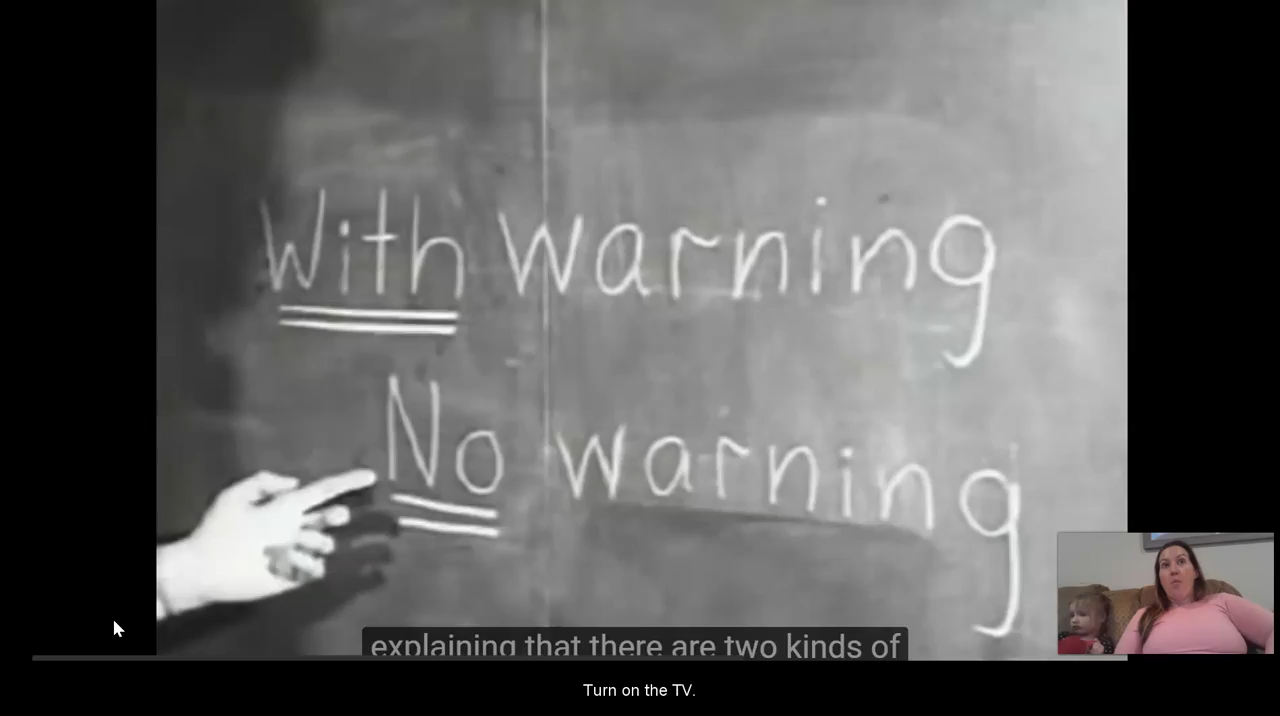 With warning
No warning
explaining that there are two kinds of
Turn on the TV.